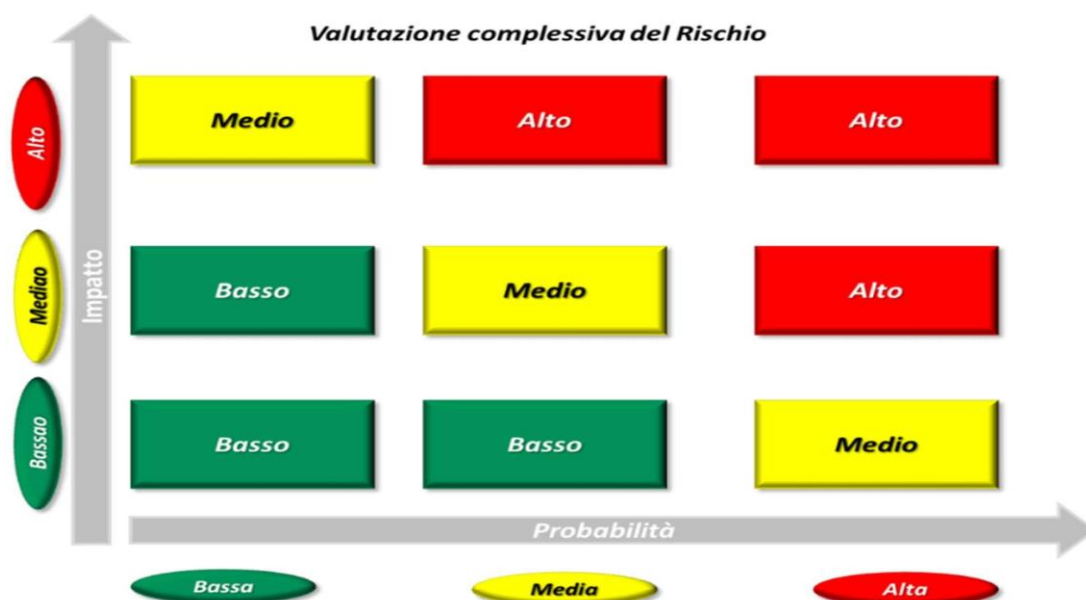 Valutazione complessiva del Rischio
Alto
Medio
Alto
Alto
Impatto
Mediao
Basso
Medio
Alto
Bassao
Basso
Basso
Medio
Probabilità
Bassa
Media
Alta